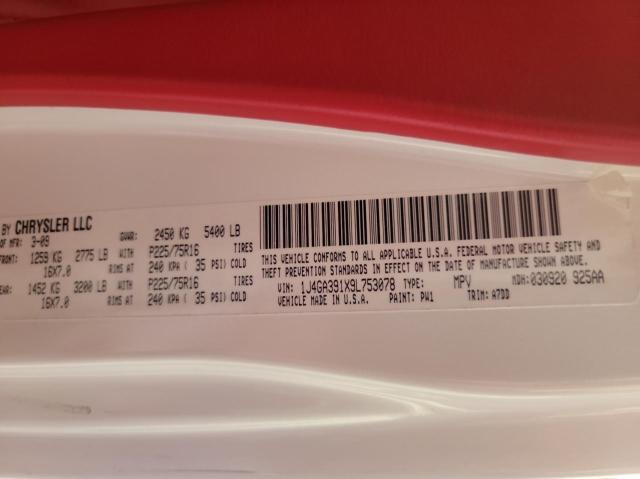 BY CHRYSLER LLC
OF MFR: 3-09 GVWR: 2450 KG 5400 LB
FRONT: 1259 KG 2775 LB WITH P225/75R16 TIRES
16X7.0 RIMS AT 240 KPA ( 35 PSI) COLD
REAR: 1452 KG 3200 LB WITH P225/75R16 TIRES
16X7.0 RIMS AT 240 KPA ( 35 PSI) COLD
THIS VEHICLE CONFORMS TO ALL APPLICABLE U.S.A. FEDERAL MOTOR VEHICLE SAFETY AND
THEFT PREVENTION STANDARDS IN EFFECT ON THE DATE OF MANUFACTURE SHOWN ABOVE.
VIN: 1J4GA391X9L753078 TYPE: MPV MDH: 030920 925AA
VEHICLE MADE IN U.S.A. PAINT: PW1 TRIM: A7DD